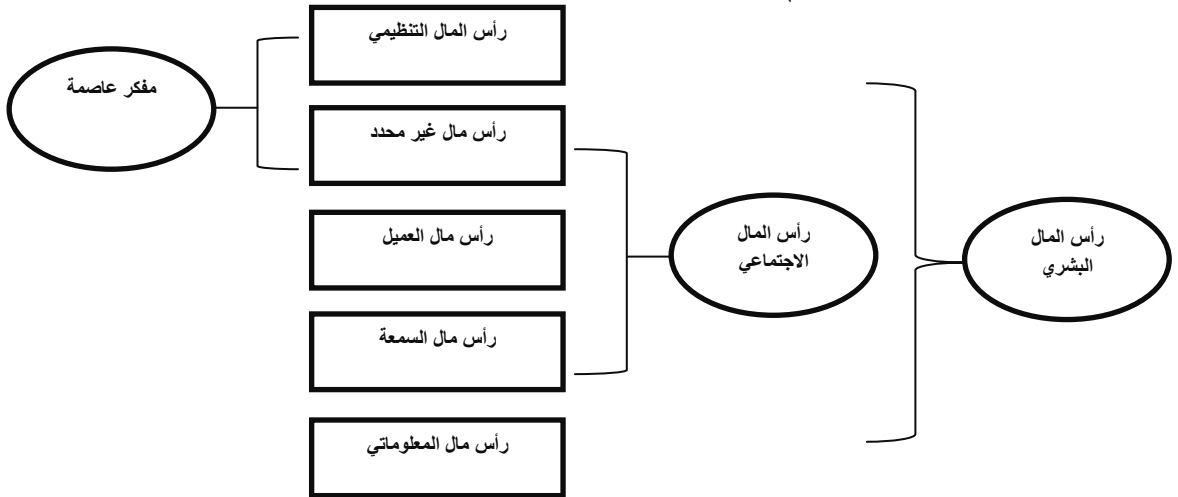 رأس المال التنظيمي
مفكر عاصمة
رأس مال غير محدد
رأس مال العميل
رأس المال
الاجتماعي
رأس المال
البشري
رأس مال السمعة
رأس مال المعلوماتي